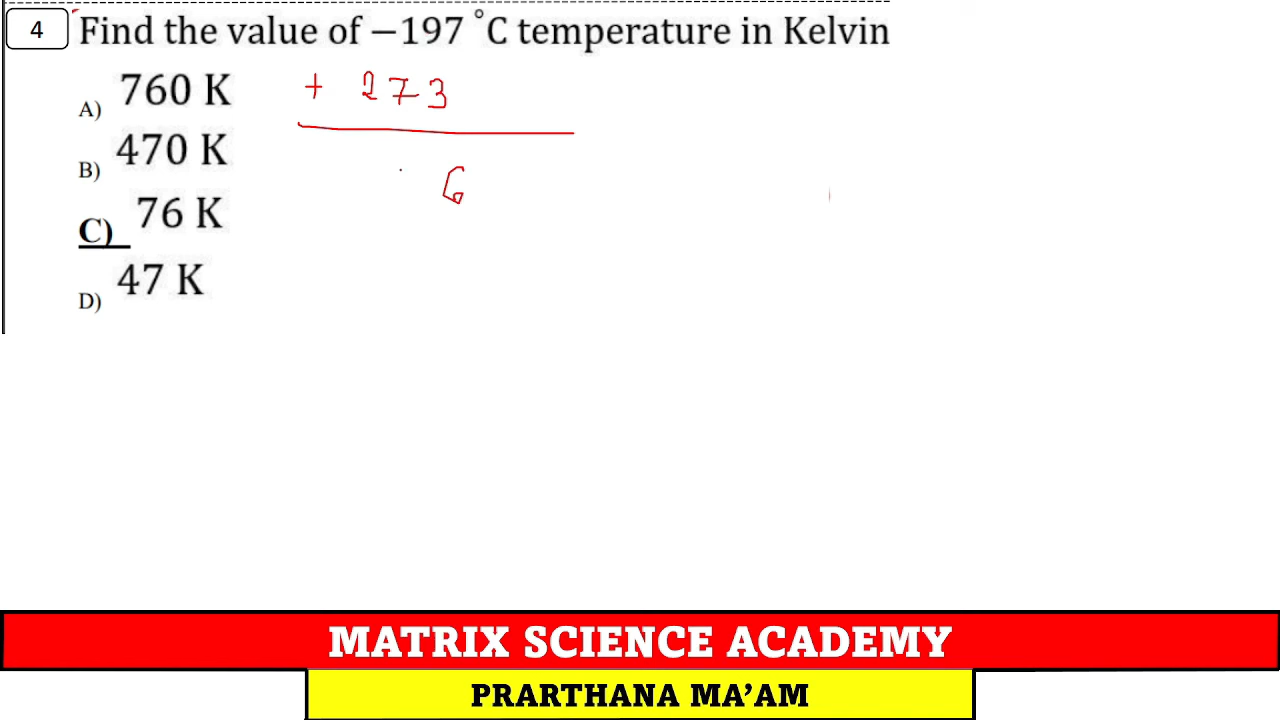 4 Find the value of −197 °C temperature in Kelvin
A) 760 K
+ 273
B) 470 K
6
C) 76 K
D) 47 K
MATRIX SCIENCE ACADEMY
PRARTHANA MA’AM